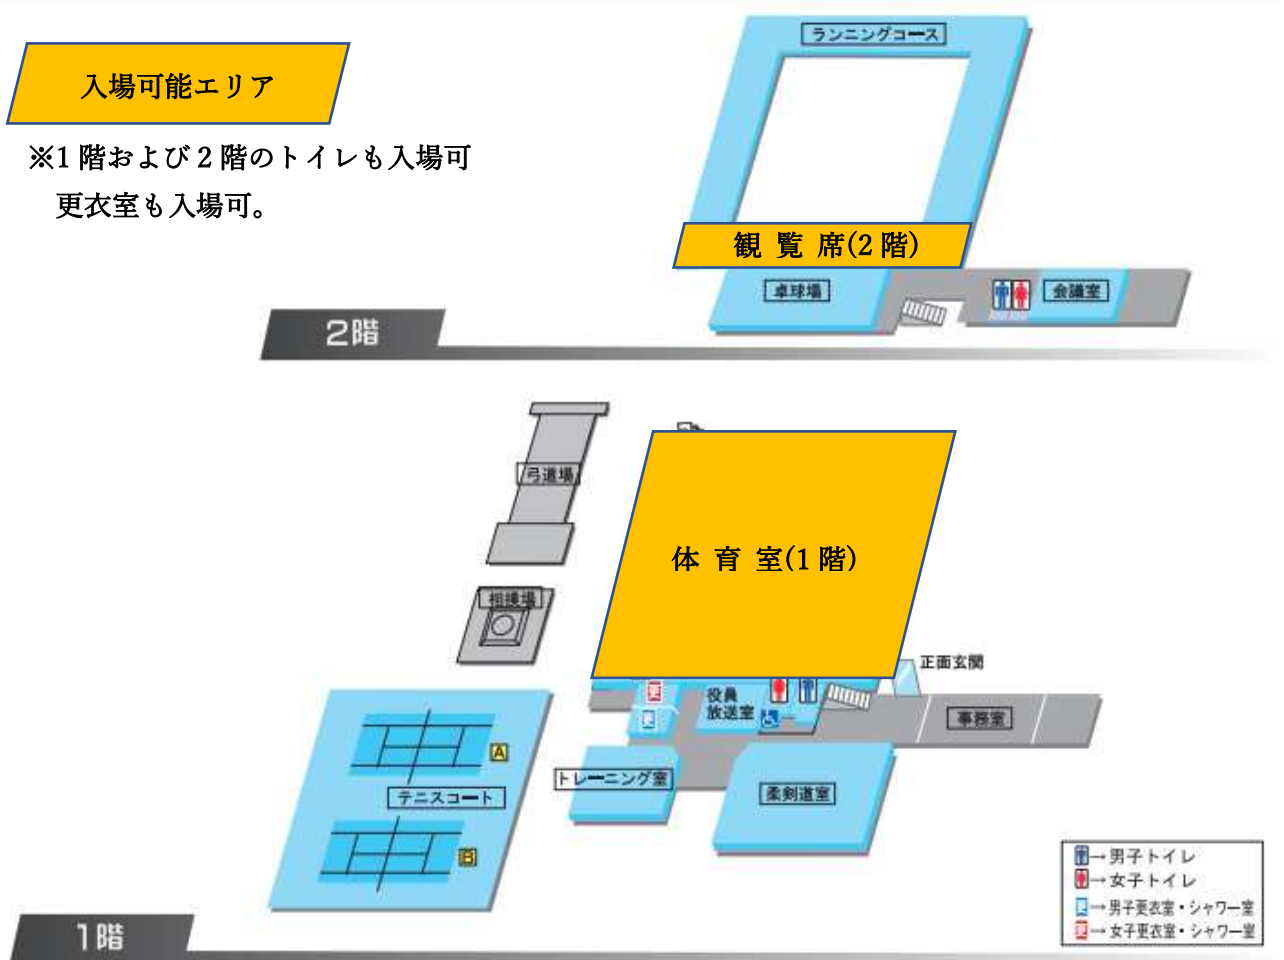 ランニングコース
入場可能エリア
※1階および2階のトイレも入場可
更衣室も入場可。
観覧席(2階)
卓球場
会議室
2階
弓道場
体育室(1階)
相撲場
正面玄関
更
更
役員
放送室
事務室
A
トレーニング室
テニスコート
柔剣道室
B
→男子トイレ
→女子トイレ
更→男子更衣室・シャワー室
更→女子更衣室・シャワー室
1階